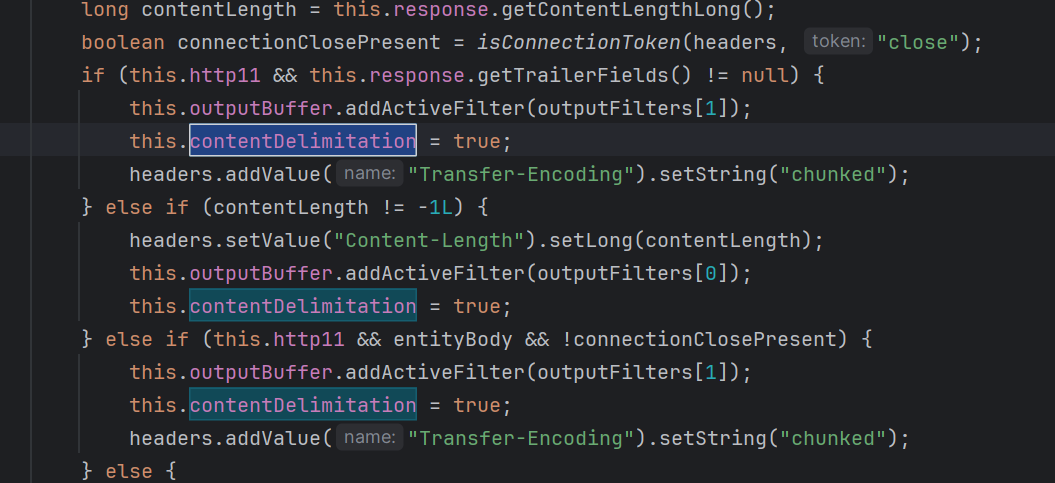 long contentLength = this.response.getContentLengthLong();
boolean connectionClosePresent = isConnectionToken(headers, token: "close");
if (this.http11 && this.response.getTrailerFields() != null) {
this.outputBuffer.addActiveFilter(outputFilters[1]);
this.contentDelimitation = true;
headers.addValue( name: "Transfer-Encoding").setString("chunked");
} else if (contentLength != -1L) {
headers.setValue("Content-Length").setLong(contentLength);
this.outputBuffer.addActiveFilter(outputFilters[0]);
this.contentDelimitation = true;
} else if (this.http11 && entityBody && !connectionClosePresent) {
this.outputBuffer.addActiveFilter(outputFilters[1]);
this.contentDelimitation = true;
headers.addValue( name: "Transfer-Encoding").setString("chunked");
} else {